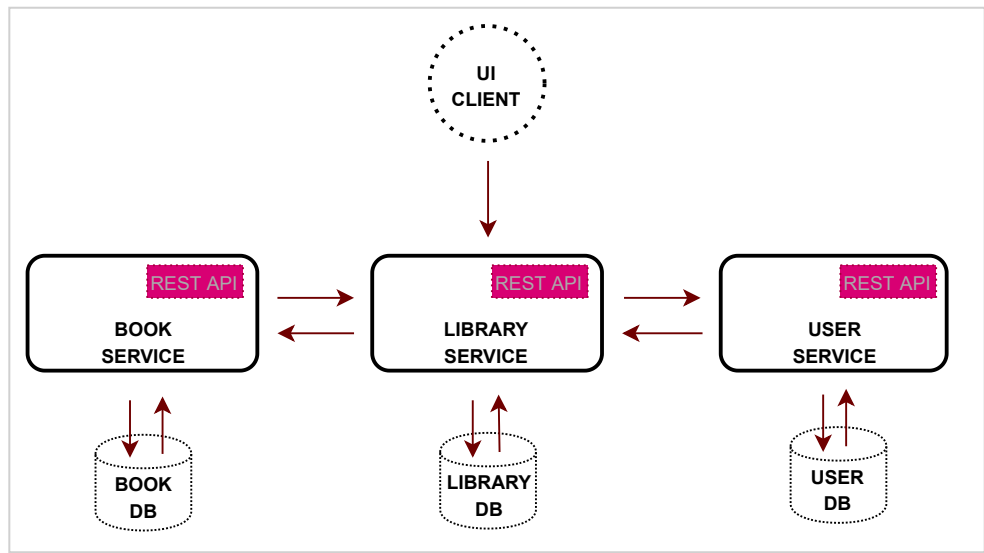 UI
CLIENT
REST API
BOOK
SERVICE
REST API
LIBRARY
SERVICE
REST API
USER
SERVICE
BOOK
DB
LIBRARY
DB
USER
DB